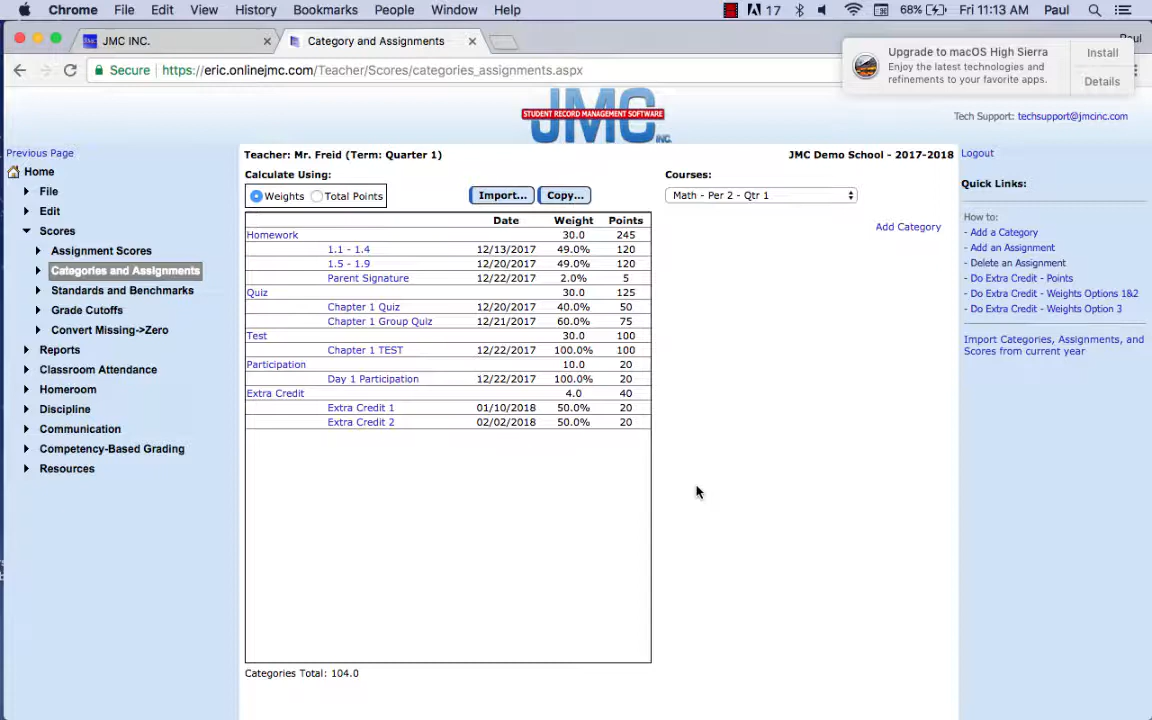 Chrome File Edit View History Bookmarks People Window Help 17 68% Fri 11:13 AM Paul
JMC INC. Category and Assignments
Secure https://eric.onlinejmc.com/Teacher/Scores/categories_assignments.aspx
Upgrade to macOS High Sierra
Enjoy the latest technologies and
refinements to your favorite apps.
Install
Details
JMC
STUDENT RECORD MANAGEMENT SOFTWARE
INC.
Tech Support: techsupport@jmcinc.com
Previous Page
Home
File
Edit
Scores
Assignment Scores
Categories and Assignments
Standards and Benchmarks
Grade Cutoffs
Convert Missing->Zero
Reports
Classroom Attendance
Homeroom
Discipline
Communication
Competency-Based Grading
Resources
Teacher: Mr. Freid (Term: Quarter 1) JMC Demo School - 2017-2018
Calculate Using: Courses:
Weights Total Points Import... Copy... Math - Per 2 - Qtr 1
Add Category
Date Weight Points
Homework 30.0 245
1.1 - 1.4 12/13/2017 49.0% 120
1.5 - 1.9 12/20/2017 49.0% 120
Parent Signature 12/22/2017 2.0% 5
Quiz 30.0 125
Chapter 1 Quiz 12/20/2017 40.0% 50
Chapter 1 Group Quiz 12/21/2017 60.0% 75
Test 30.0 100
Chapter 1 TEST 12/22/2017 100.0% 100
Participation 10.0 20
Day 1 Participation 12/22/2017 100.0% 20
Extra Credit 4.0 40
Extra Credit 1 01/10/2018 50.0% 20
Extra Credit 2 02/02/2018 50.0% 20
Categories Total: 104.0
Logout
Quick Links:
How to:
- Add a Category
- Add an Assignment
- Delete an Assignment
- Do Extra Credit - Points
- Do Extra Credit - Weights Options 1&2
- Do Extra Credit - Weights Option 3
Import Categories, Assignments, and
Scores from current year